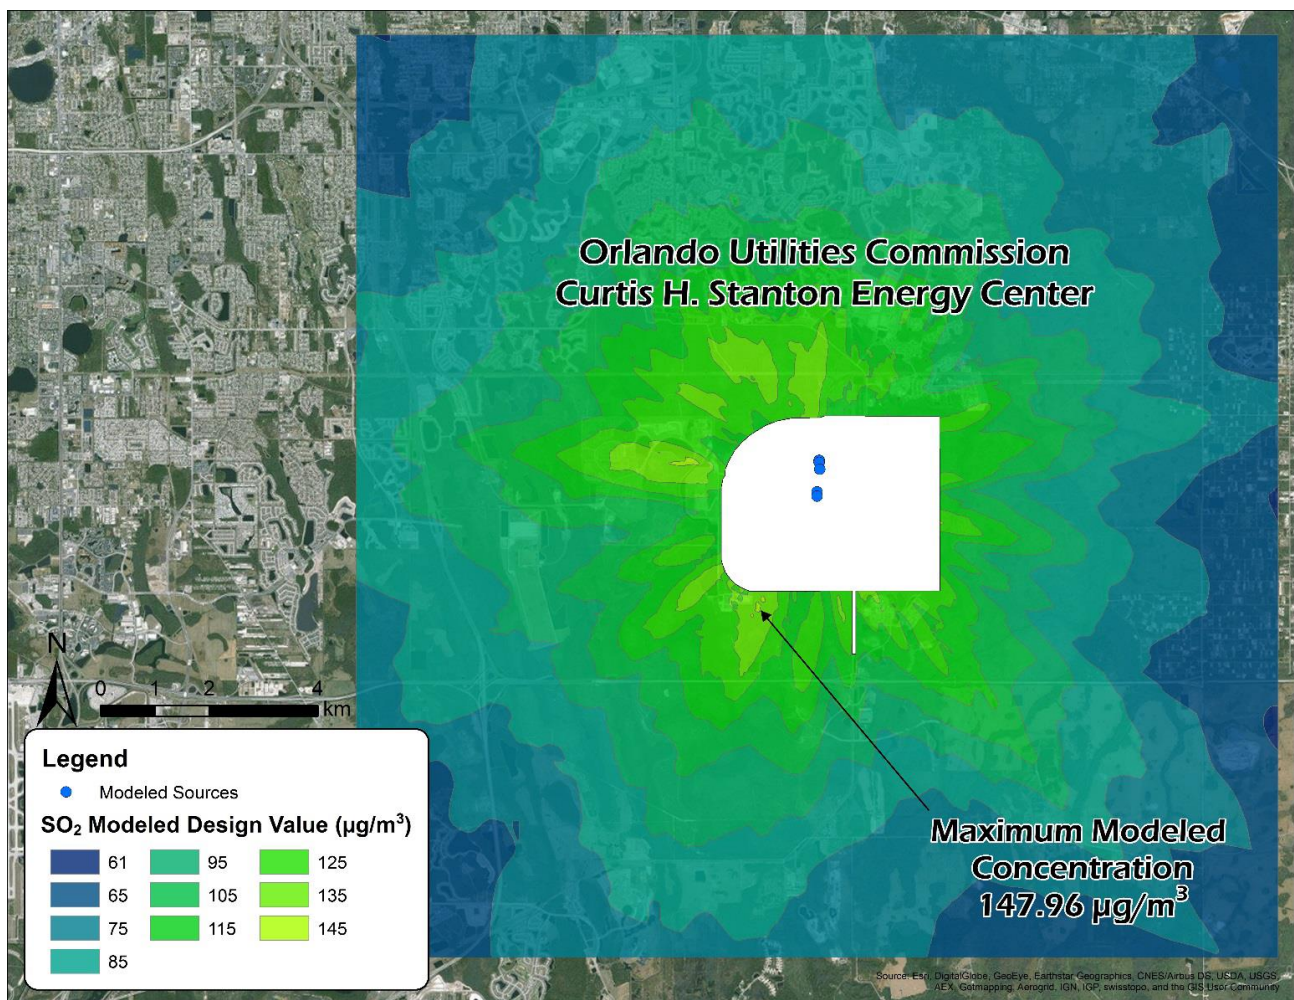 Orlando Utilities Commission
Curtis H. Stanton Energy Center
N
0 1 2 4
km
Legend
Modeled Sources
SO₂ Modeled Design Value (µg/m³)
61 95 125
65 105 135
75 115 145
85
Maximum Modeled
Concentration
147.96 µg/m³
Source: Esri, DigitalGlobe, GeoEye, Earthstar Geographics, CNES/Airbus DS, USDA, USGS,
AEX, Getmapping, Aerogrid, IGN, IGP, swisstopo, and the GIS User Community